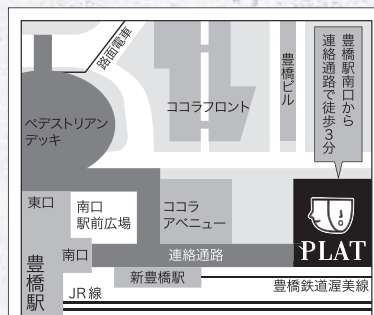 路面電車
豊橋ビル
豊橋駅南口から
連絡通路で徒歩3分
ココラフロント
ペデストリアン
デッキ
東口
南口
駅前広場
ココラ
アベニュー
PLAT
南口
連絡通路
豊橋駅
新豊橋駅
豊橋鉄道渥美線
JR線